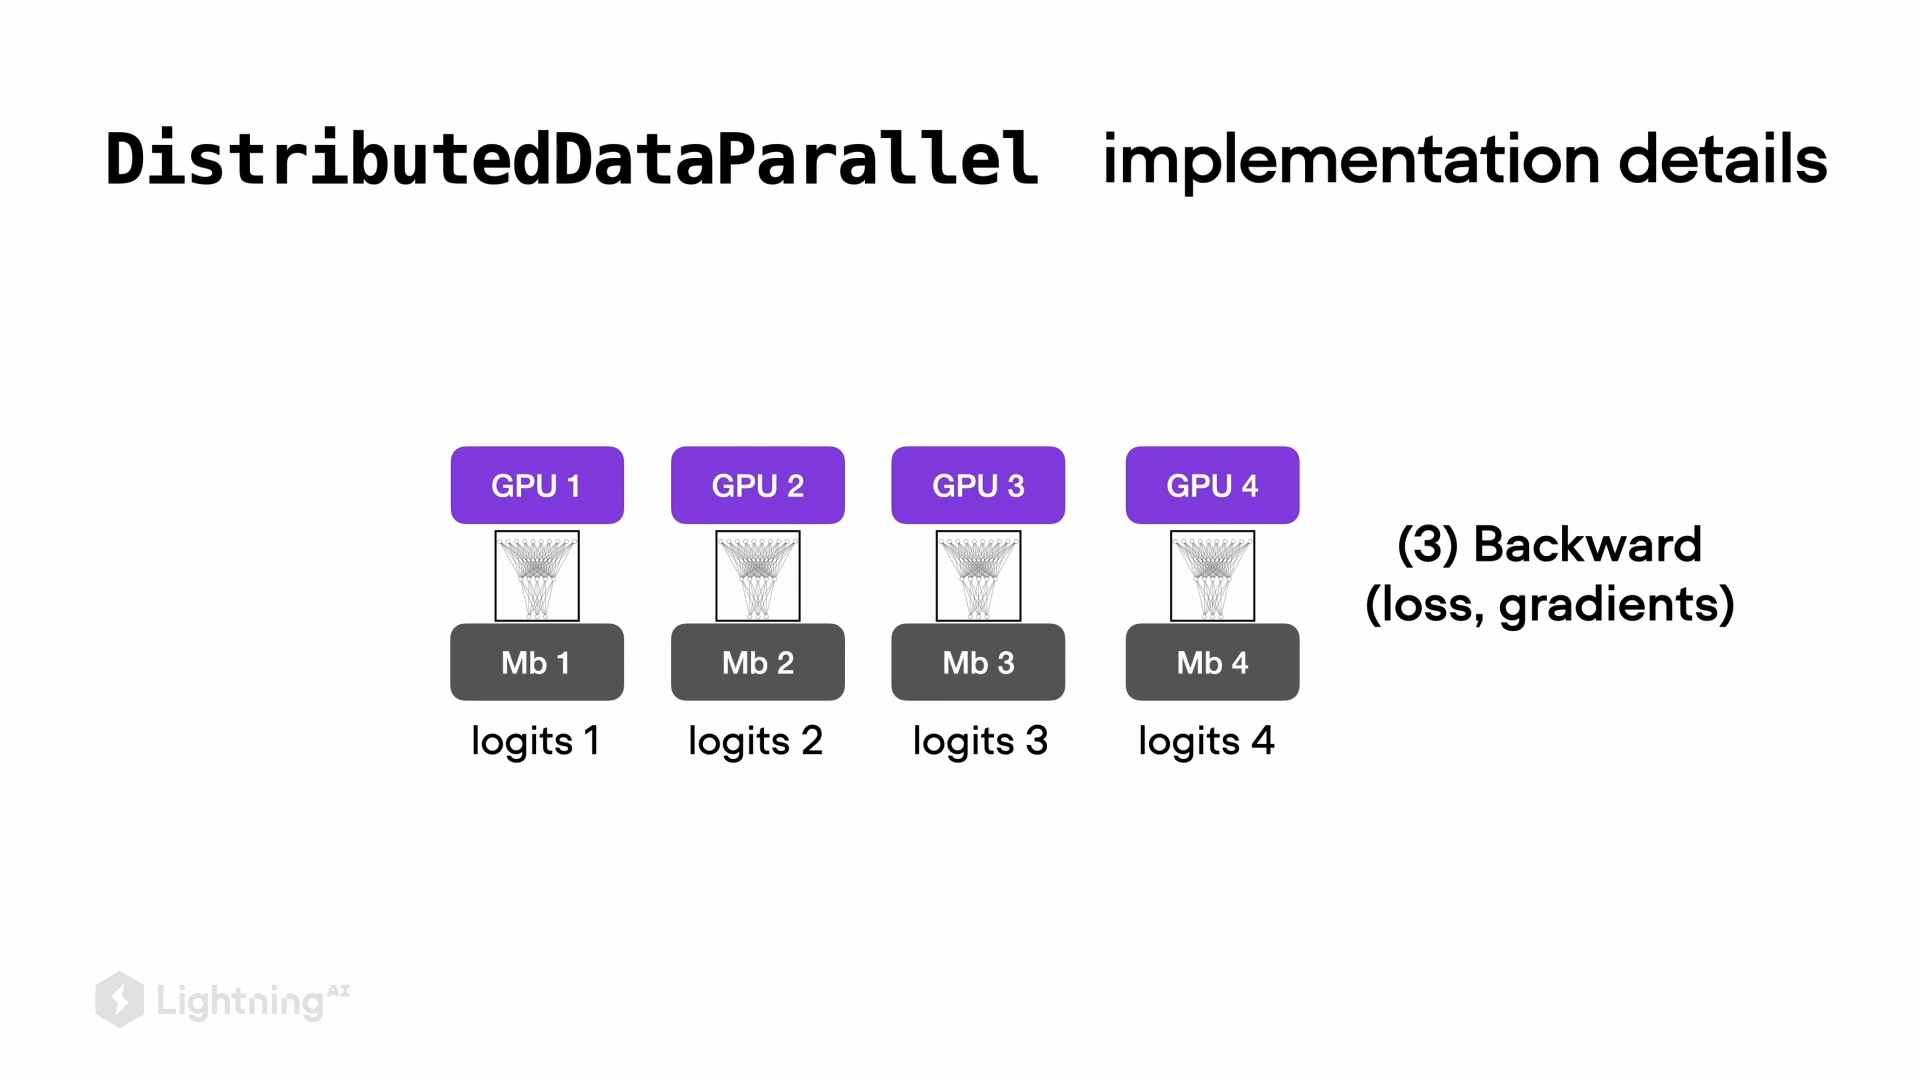 DistributedDataParallel implementation details
GPU 1 GPU 2 GPU 3 GPU 4
(3) Backward
(loss, gradients)
Mb 1 Mb 2 Mb 3 Mb 4
logits 1 logits 2 logits 3 logits 4
Lightning AI